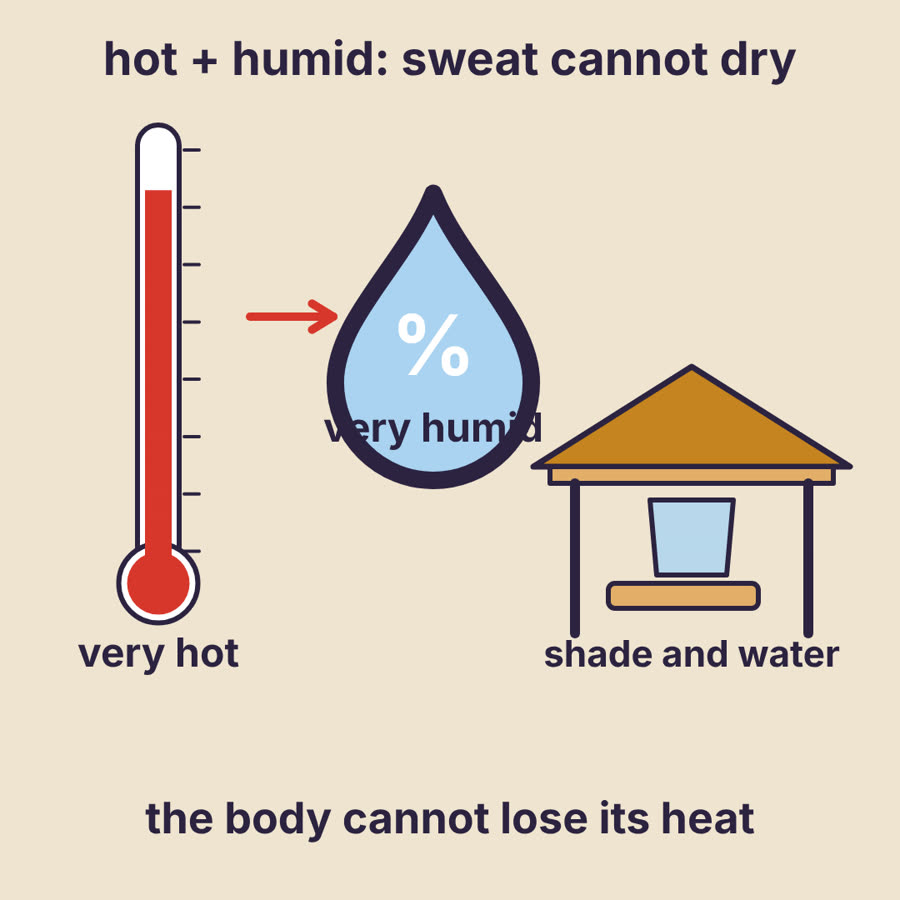 hot + humid: sweat cannot dry
%
very humid
very hot
shade and water
the body cannot lose its heat